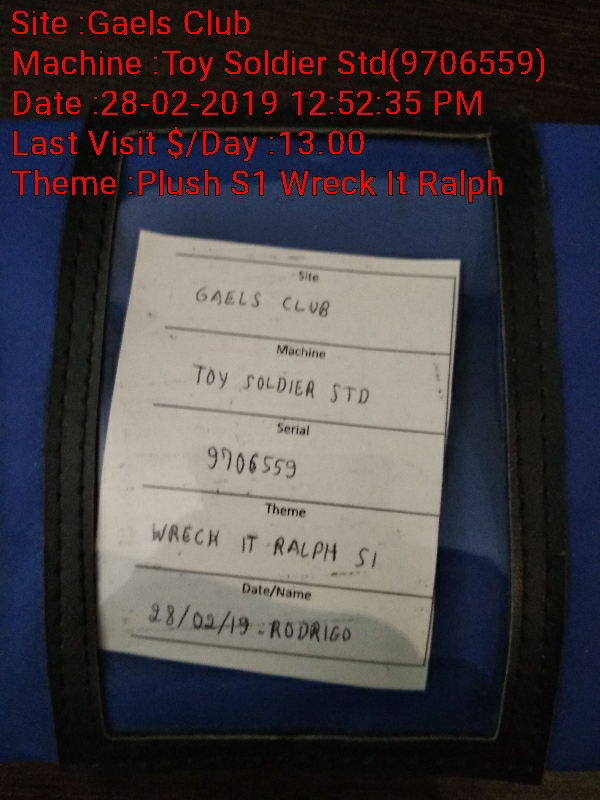 Site :Gaels Club
Machine :Toy Soldier Std(9706559)
Date :28-02-2019 12:52:35 PM
Last Visit $/Day :13.00
Theme :Plush S1 Wreck It Ralph
Site
GAELS CLUB
Machine
TOY SOLDIER STD
Serial
9706559
Theme
WRECK IT RALPH S1
Date/Name
28/02/19-RODRIGO